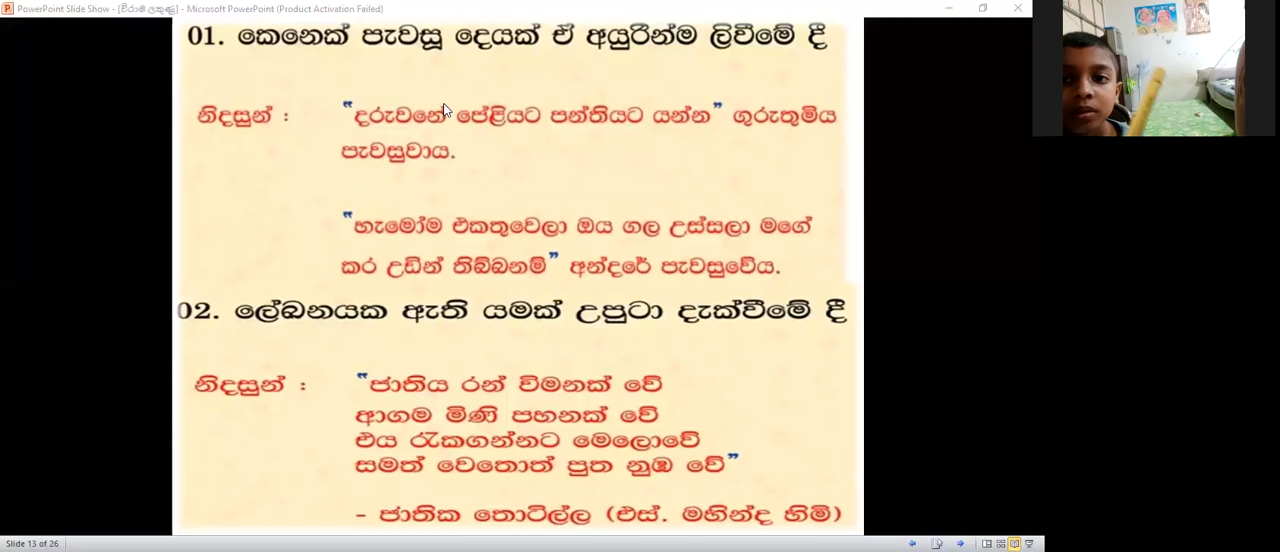 PowerPoint Slide Show - [විරාම ලකුණු] - Microsoft PowerPoint (Product Activation Failed)
01. කෙනෙක් පැවසූ දෙයක් ඒ අයුරින්ම ලිවීමේ දී
නිදසුන් : "දරුවනේ පේළියට පන්තියට යන්න" ගුරුතුමිය
පැවසුවාය.
"හැමෝම එකතුවෙලා ඔය ගල උස්සලා මගේ
කර උඩින් තිබ්බනම්" අන්දරේ පැවසුවේය.
02. ලේඛනයක ඇති යමක් උපුටා දැක්වීමේ දී
නිදසුන් : "ජාතිය රන් විමනක් වේ
ආගම මිණි පහනක් වේ
එය රැකගන්නට මෙලොවේ
සමත් වෙතොත් පුත නුඹ වේ"
- ජාතික තොටිල්ල (එස්. මහින්ද හිමි)
Slide 13 of 26